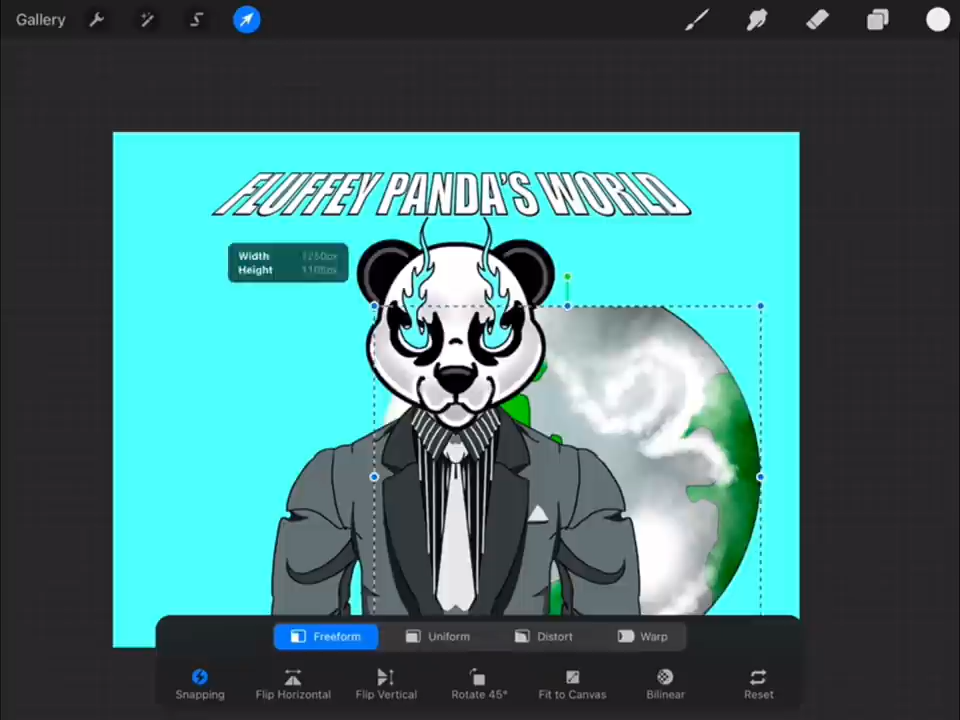 Gallery
FLUFFEY PANDA'S WORLD
Width 1250px
Height
Freeform Uniform Distort Warp
Snapping Flip Horizontal Flip Vertical Rotate 45° Fit to Canvas Bilinear Reset